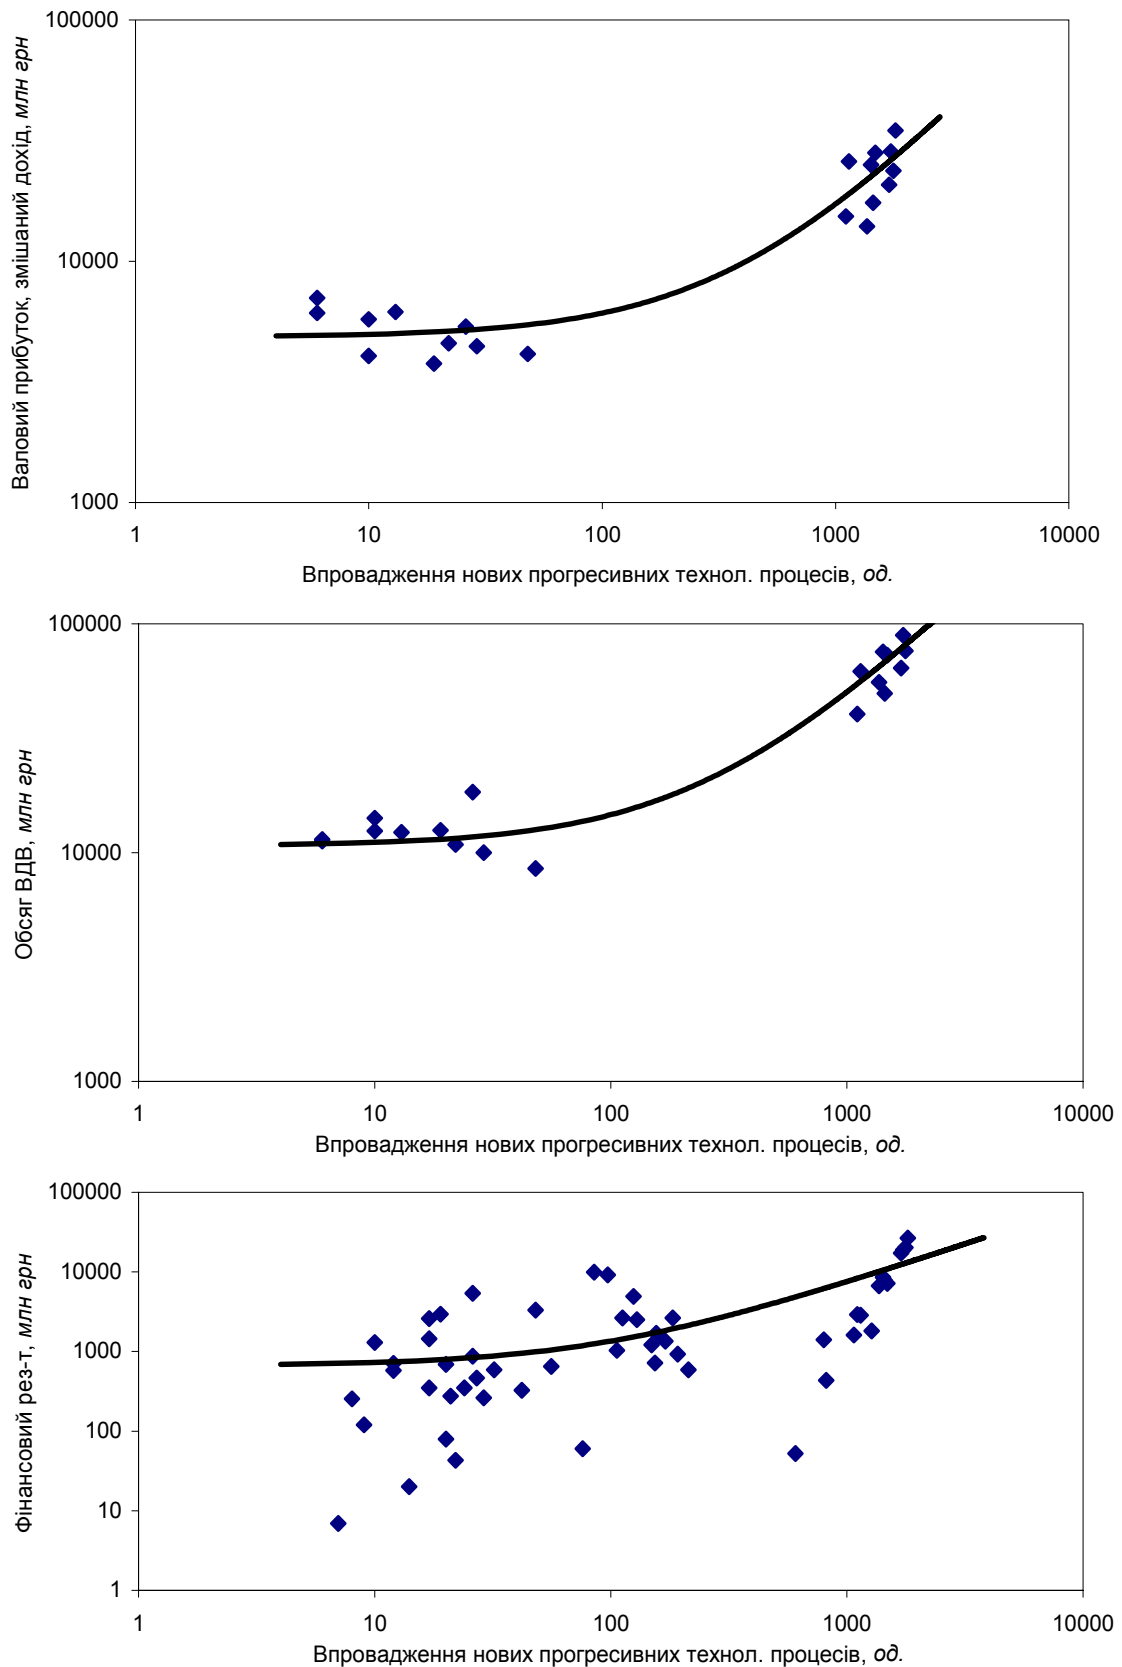 100000
10000
1000
Валовий прибуток, змішаний дохід, млн грн
1 10 100 1000 10000
Впровадження нових прогресивних технол. процесів, од.
100000
10000
1000
Обсяг ВДВ, млн грн
1 10 100 1000 10000
Впровадження нових прогресивних технол. процесів, од.
100000
10000
1000
100
10
1
Фінансовий рез-т, млн грн
1 10 100 1000 10000
Впровадження нових прогресивних технол. процесів, од.